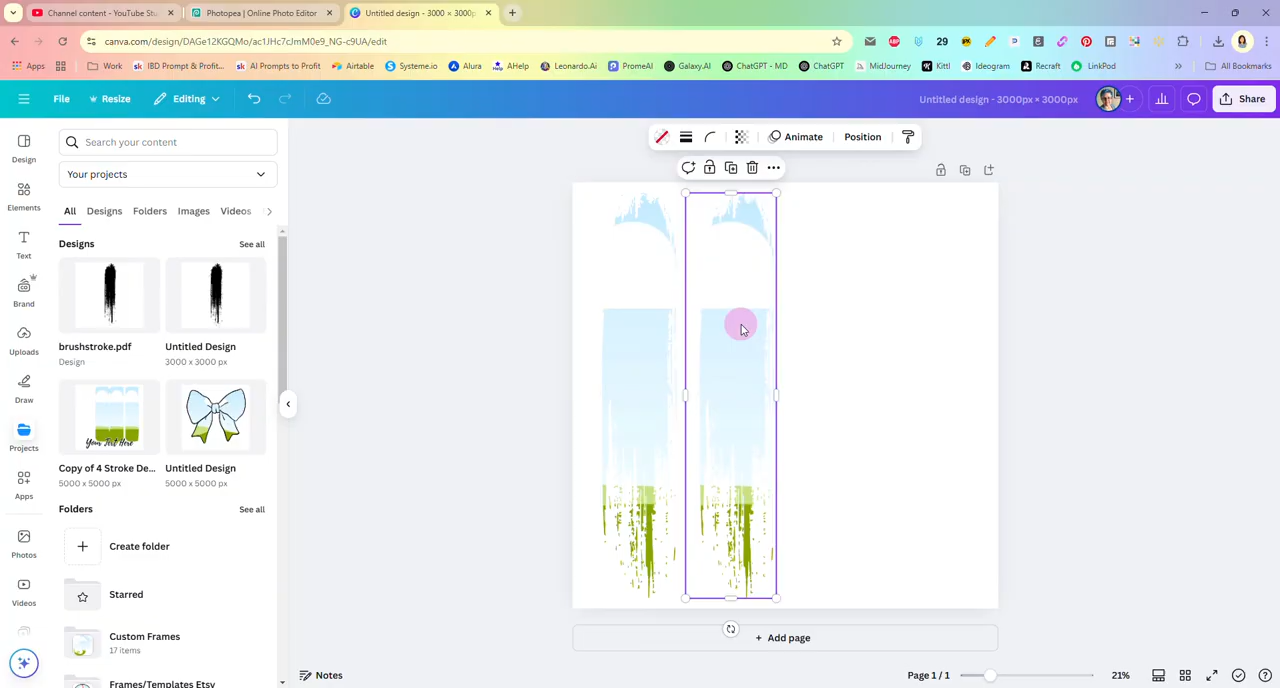 Channel content - YouTube Stu
Photopea | Online Photo Editor
Untitled design - 3000 × 3000p
canva.com/design/DAGe12KGQMo/ac1JHc7cJmM0e9_NG-c9UA/edit
29
Apps
Work
IBD Prompt & Profit...
AI Prompts to Profit
Airtable
Systeme.io
Alura
AHelp
Leonardo.Ai
PromeAI
Galaxy.AI
ChatGPT - MD
ChatGPT
MidJourney
Kittl
Ideogram
Recraft
LinkPod
All Bookmarks
File
Resize
Editing
Untitled design - 3000px × 3000px
Share
Animate
Position
Design
Elements
Text
Brand
Uploads
Draw
Projects
Apps
Photos
Videos
Search your content
Your projects
All
Designs
Folders
Images
Videos
Designs
See all
brushstroke.pdf
Design
Untitled Design
3000 x 3000 px
Your Text Here
Copy of 4 Stroke De...
5000 x 5000 px
Untitled Design
5000 x 5000 px
Folders
See all
Create folder
Starred
Custom Frames
17 items
Frames/Templates Etsy
+ Add page
Notes
Page 1 / 1
21%